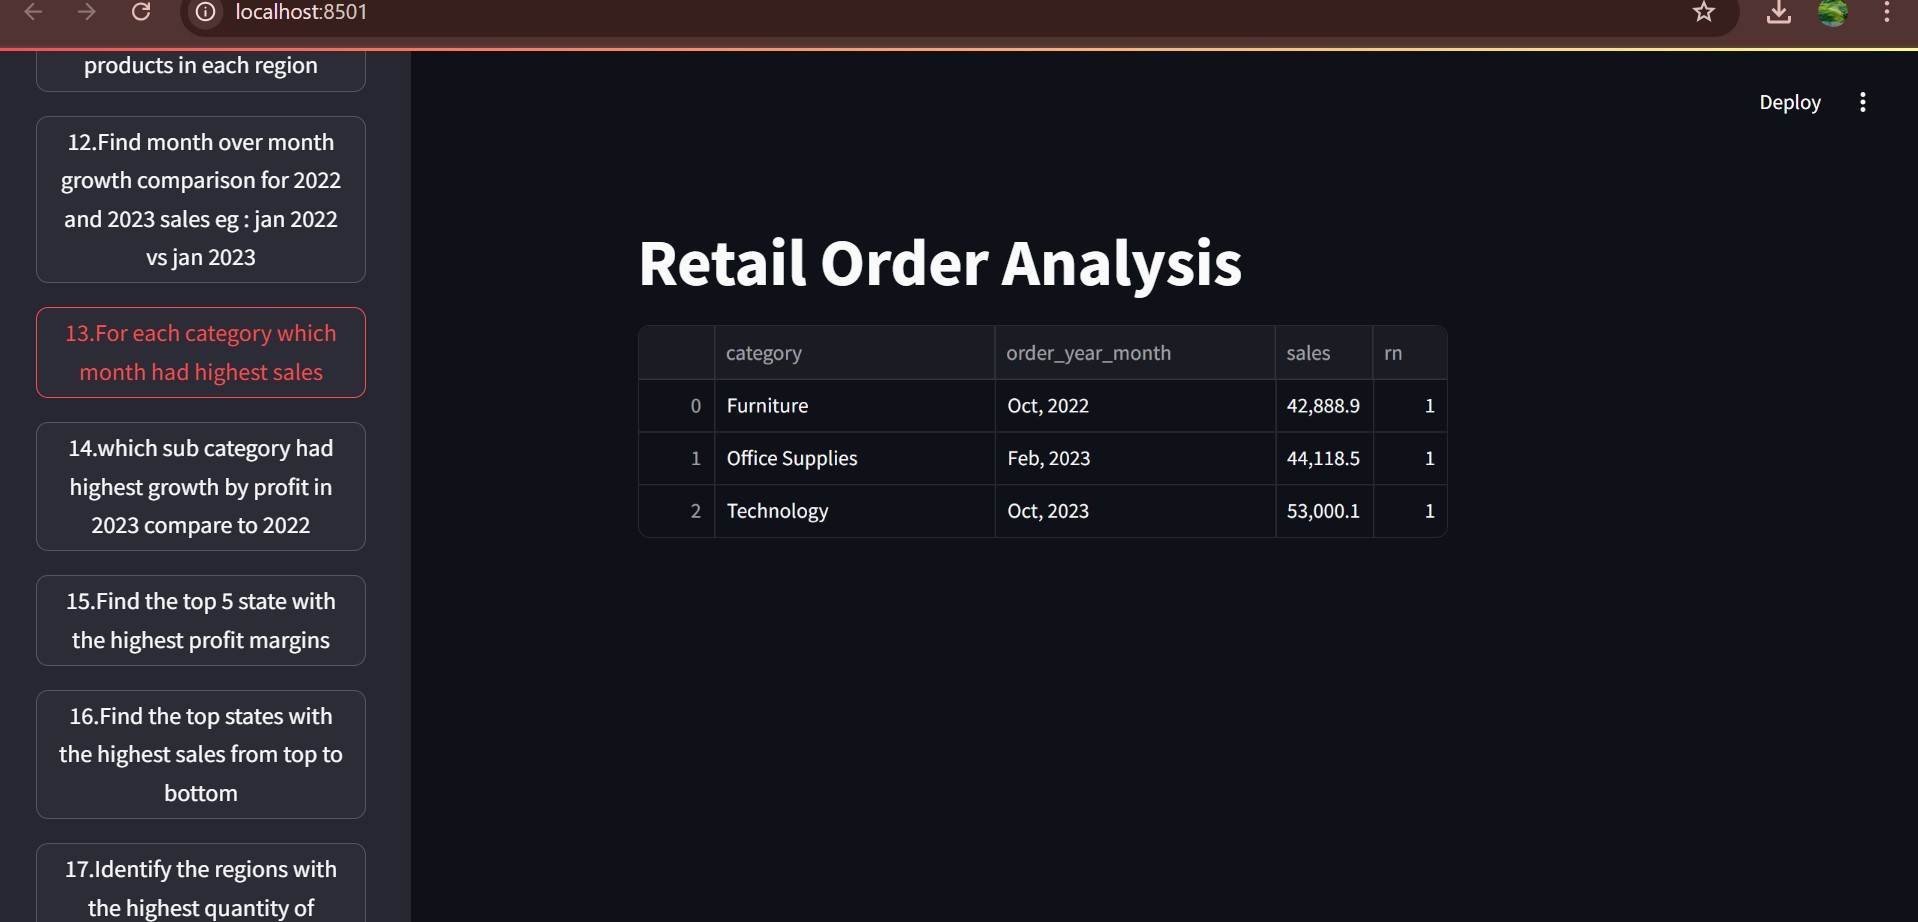 localhost:8501
products in each region
12.Find month over month
growth comparison for 2022
and 2023 sales eg : jan 2022
vs jan 2023
13.For each category which
month had highest sales
14.which sub category had
highest growth by profit in
2023 compare to 2022
15.Find the top 5 state with
the highest profit margins
16.Find the top states with
the highest sales from top to
bottom
17.Identify the regions with
the highest quantity of
Deploy
Retail Order Analysis
category order_year_month sales rn
0 Furniture Oct, 2022 42,888.9 1
1 Office Supplies Feb, 2023 44,118.5 1
2 Technology Oct, 2023 53,000.1 1